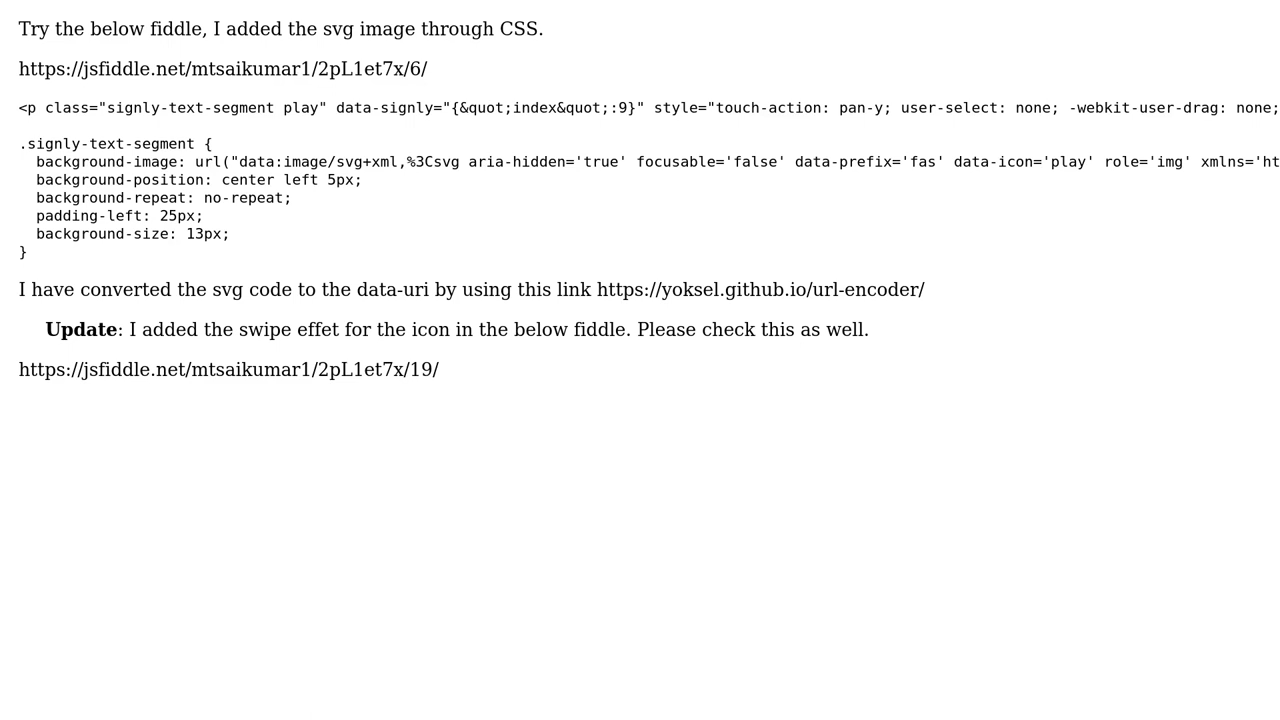 Try the below fiddle, I added the svg image through CSS.
https://jsfiddle.net/mtsaikumar1/2pL1et7x/6/
<p class="signly-text-segment play" data-signly="{&quot;index&quot;:9}" style="touch-action: pan-y; user-select: none; -webkit-user-drag: none;
.signly-text-segment {
  background-image: url("data:image/svg+xml,%3Csvg aria-hidden='true' focusable='false' data-prefix='fas' data-icon='play' role='img' xmlns='ht
  background-position: center left 5px;
  background-repeat: no-repeat;
  padding-left: 25px;
  background-size: 13px;
}
I have converted the svg code to the data-uri by using this link https://yoksel.github.io/url-encoder/
Update: I added the swipe effet for the icon in the below fiddle. Please check this as well.
https://jsfiddle.net/mtsaikumar1/2pL1et7x/19/